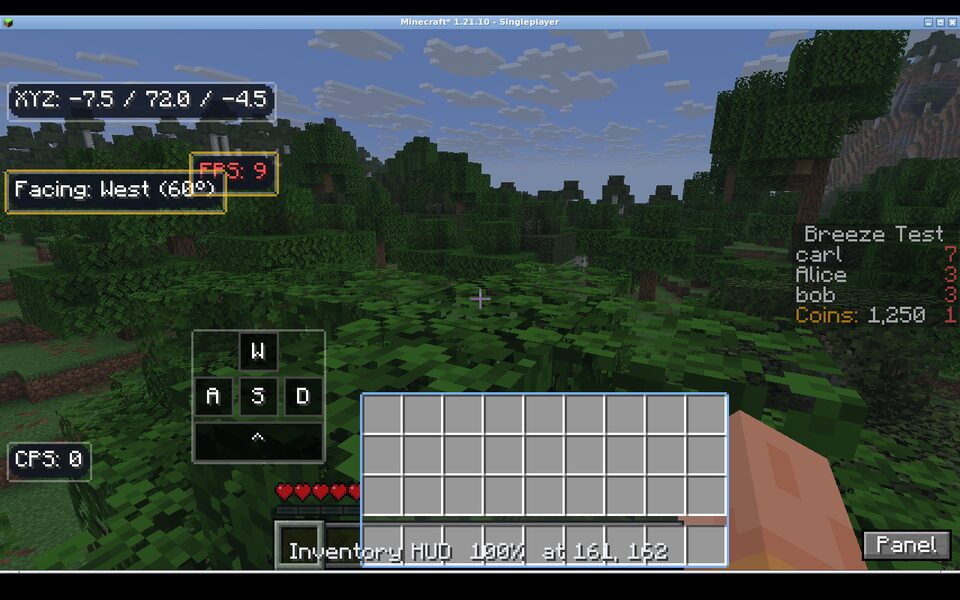 Minecraft* 1.21.10 - Singleplayer
XYZ: -7.5 / 72.0 / -4.5
FPS: 9
Facing: West (60º)
Breeze Test
carl 7
Alice 3
bob 3
Coins: 1,250 1
W
A S D
^
CPS: 0
Inventory HUD 100% at 161, 162
Panel